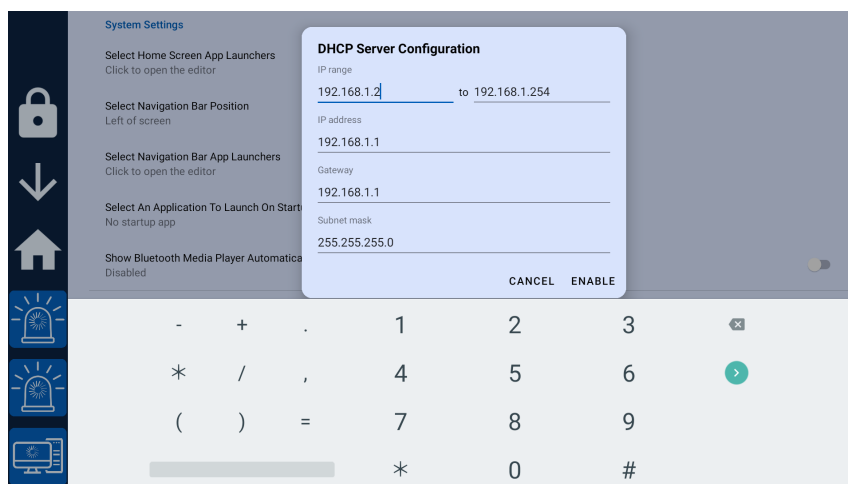 System Settings
Select Home Screen App Launchers
Click to open the editor
Select Navigation Bar Position
Left of screen
Select Navigation Bar App Launchers
Click to open the editor
Select An Application To Launch On Start
No startup app
Show Bluetooth Media Player Automatica
Disabled
DHCP Server Configuration
IP range
192.168.1.2 to 192.168.1.254
IP address
192.168.1.1
Gateway
192.168.1.1
Subnet mask
255.255.255.0
CANCEL ENABLE
- + . 1 2 3
* / , 4 5 6
( ) = 7 8 9
* 0 #